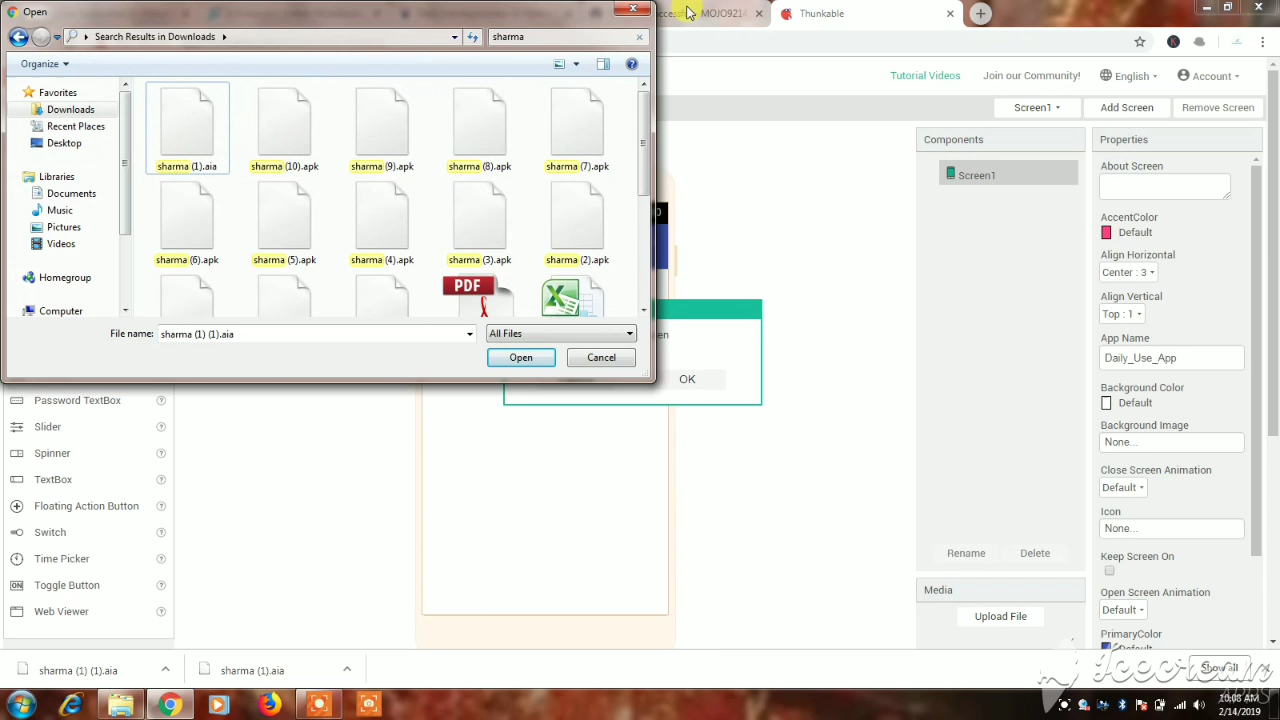 Open
MOJO9214
Thunkable
Search Results in Downloads
sharma
Organize
Tutorial Videos
Join our Community!
English
Account
Screen1
Add Screen
Remove Screen
Favorites
Downloads
Recent Places
Desktop
Libraries
Documents
Music
Pictures
Videos
Homegroup
Computer
sharma (1).aia
sharma (10).apk
sharma (9).apk
sharma (8).apk
sharma (7).apk
sharma (6).apk
sharma (5).apk
sharma (4).apk
sharma (3).apk
sharma (2).apk
PDF
File name:
sharma (1) (1).aia
All Files
Open
Cancel
OK
Password TextBox
Slider
Spinner
TextBox
Floating Action Button
Switch
Time Picker
Toggle Button
ON
Web Viewer
Components
Screen1
Rename
Delete
Media
Upload File
Properties
About Screen
AccentColor
Default
Align Horizontal
Center : 3
Align Vertical
Top : 1
App Name
Daily_Use_App
Background Color
Default
Background Image
None...
Close Screen Animation
Default
Icon
None...
Keep Screen On
Open Screen Animation
Default
PrimaryColor
Default
sharma (1) (1).aia
sharma (1).aia
Show all
Icecream
APPS
10:08 AM
2/14/2019